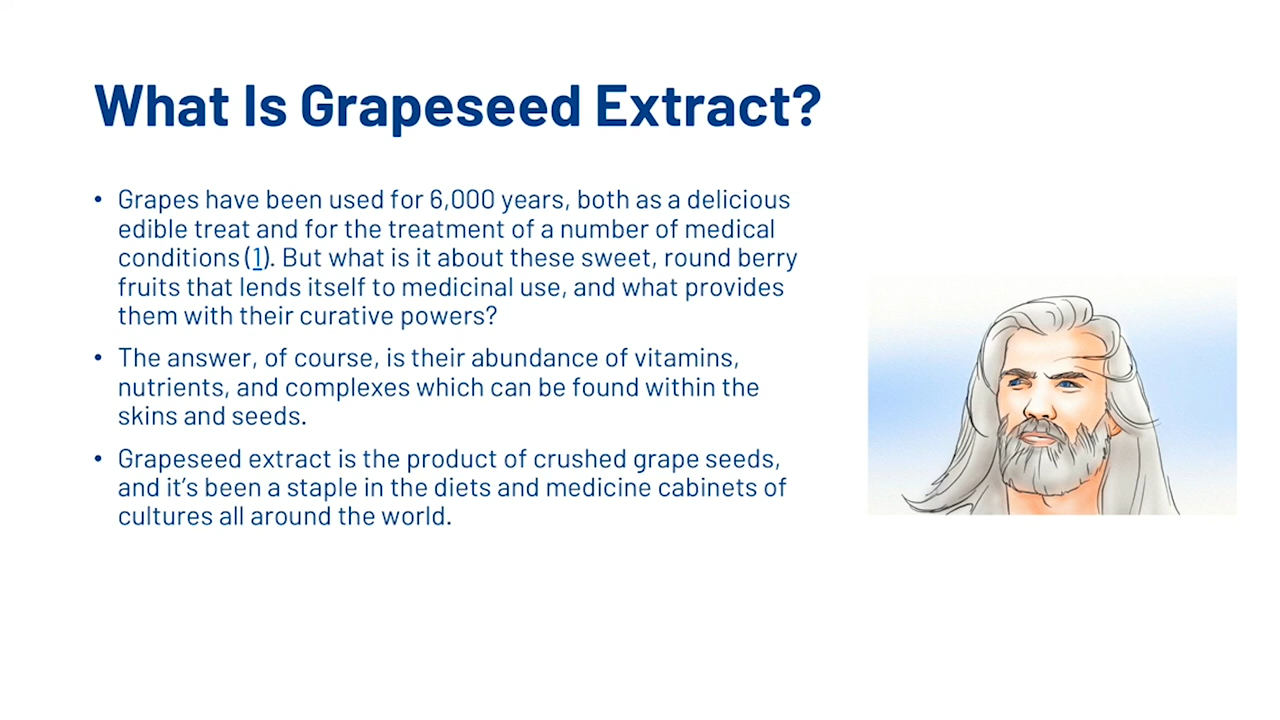 What Is Grapeseed Extract?
• Grapes have been used for 6,000 years, both as a delicious
edible treat and for the treatment of a number of medical
conditions (1). But what is it about these sweet, round berry
fruits that lends itself to medicinal use, and what provides
them with their curative powers?
• The answer, of course, is their abundance of vitamins,
nutrients, and complexes which can be found within the
skins and seeds.
• Grapeseed extract is the product of crushed grape seeds,
and it's been a staple in the diets and medicine cabinets of
cultures all around the world.